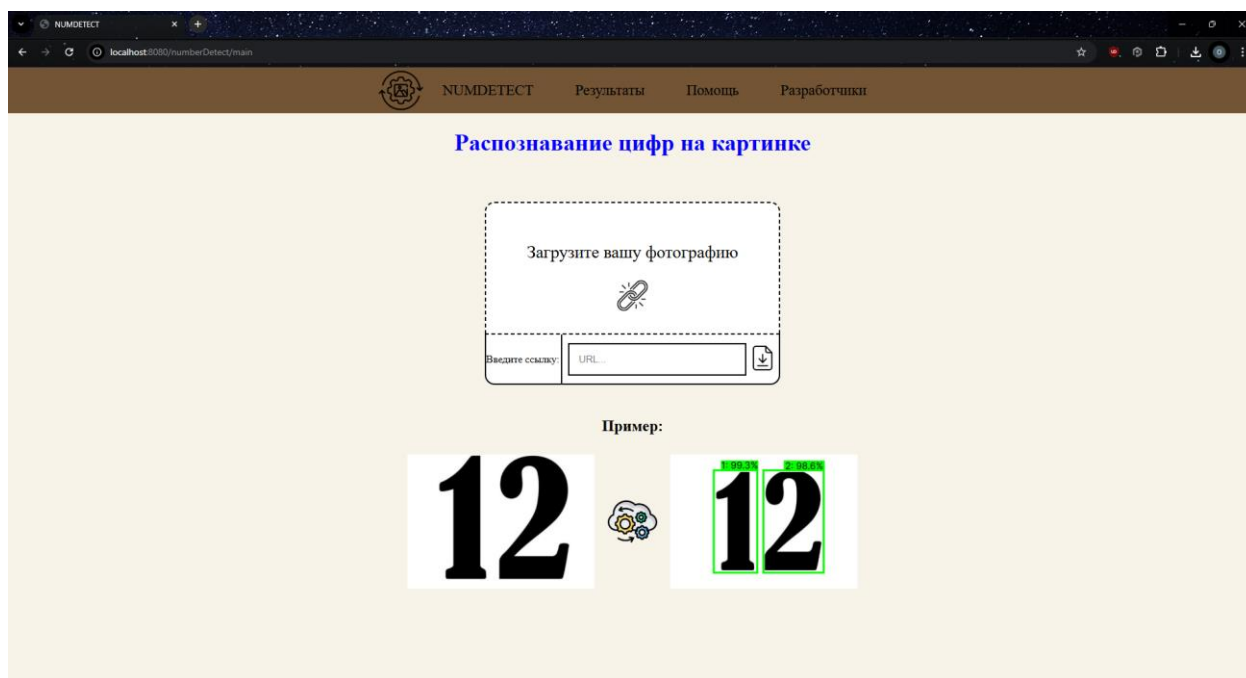 NUMDETECT
localhost:8080/numberDetect/main
NUMDETECT Результаты Помощь Разработчики
Распознавание цифр на картинке
Загрузите вашу фотографию
Введите ссылку: URL...
Пример:
12
1: 99.3% 2: 98.6%
12